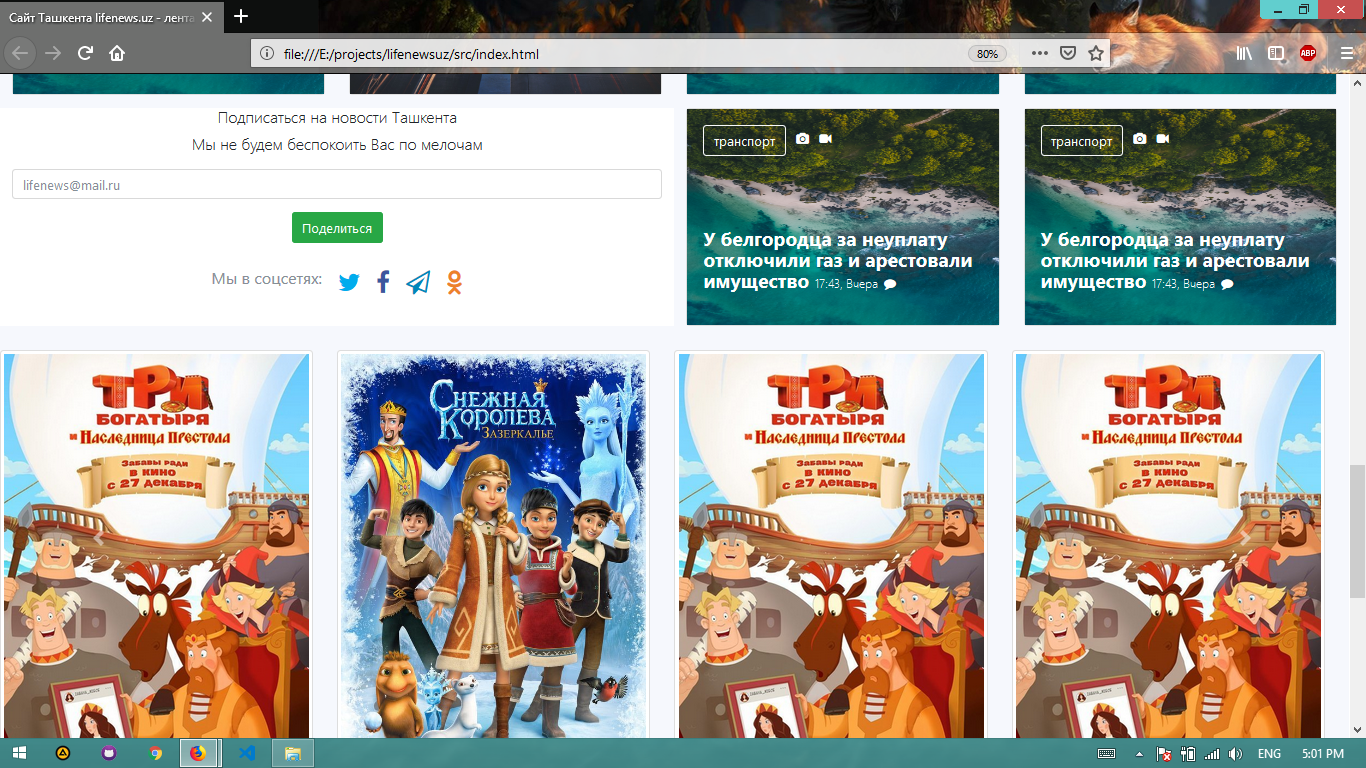 Сайт Ташкента lifenews.uz - лента
file:///E:/projects/lifenewsuz/src/index.html
80%
ABP
Подписаться на новости Ташкента
Мы не будем беспокоить Вас по мелочам
lifenews@mail.ru
Поделиться
Мы в соцсетях:
транспорт
У белгородца за неуплату
отключили газ и арестовали
имущество 17:43, Вчера
транспорт
У белгородца за неуплату
отключили газ и арестовали
имущество 17:43, Вчера
ТРИ
БОГАТЫРЯ
и Наследница Престола
Забавы ради
в кино
с 27 декабря
Снежная
Королева
Зазеркалье
ТРИ
БОГАТЫРЯ
и Наследница Престола
Забавы ради
в кино
с 27 декабря
ТРИ
БОГАТЫРЯ
и Наследница Престола
Забавы ради
в кино
с 27 декабря
ENG
5:01 PM